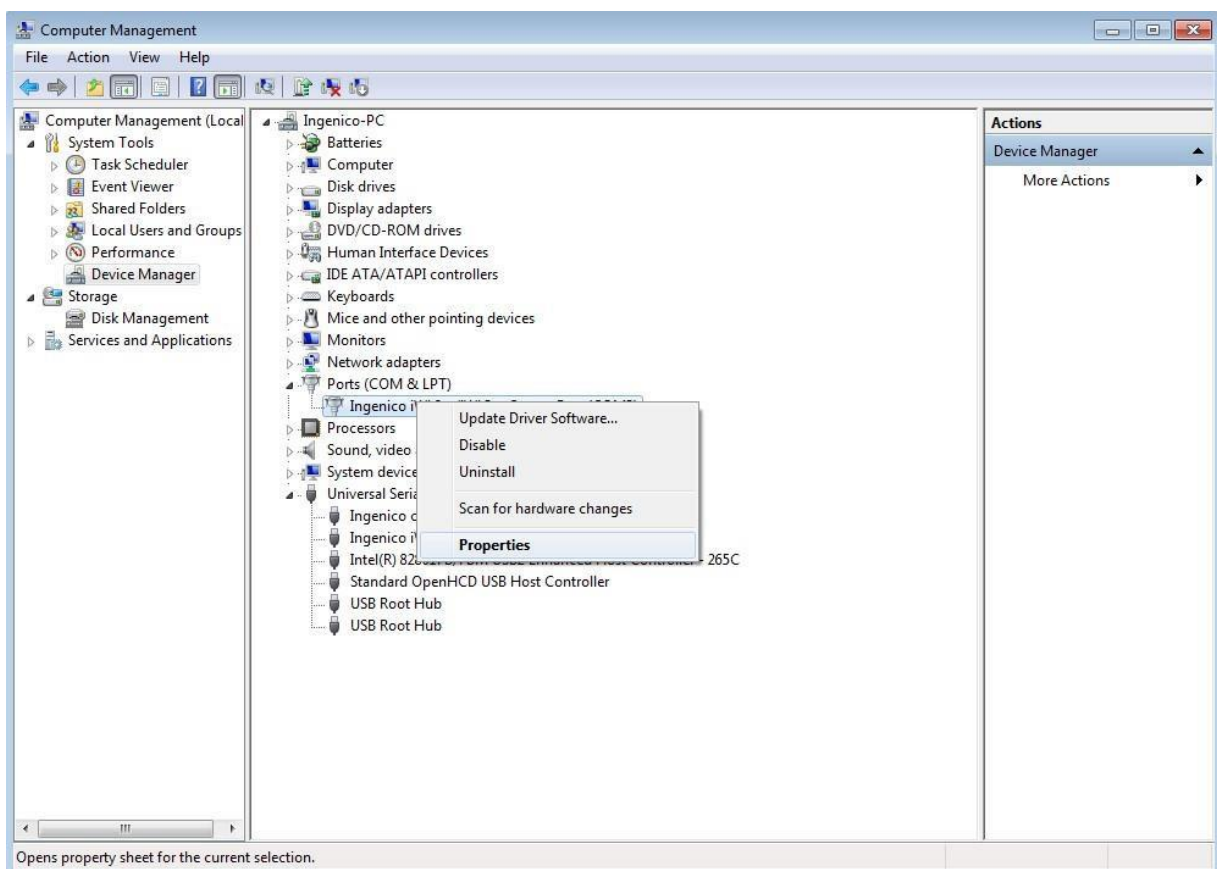 Computer Management
File Action View Help
Computer Management (Local
System Tools
Task Scheduler
Event Viewer
Shared Folders
Local Users and Groups
Performance
Device Manager
Storage
Disk Management
Services and Applications
Ingenico-PC
Batteries
Computer
Disk drives
Display adapters
DVD/CD-ROM drives
Human Interface Devices
IDE ATA/ATAPI controllers
Keyboards
Mice and other pointing devices
Monitors
Network adapters
Ports (COM & LPT)
Ingenico
Processors
Sound, video
System device
Universal Seria
Ingenico
Ingenico
Intel(R) - 265C
Standard OpenHCD USB Host Controller
USB Root Hub
USB Root Hub
Update Driver Software...
Disable
Uninstall
Scan for hardware changes
Properties
Actions
Device Manager
More Actions
Opens property sheet for the current selection.